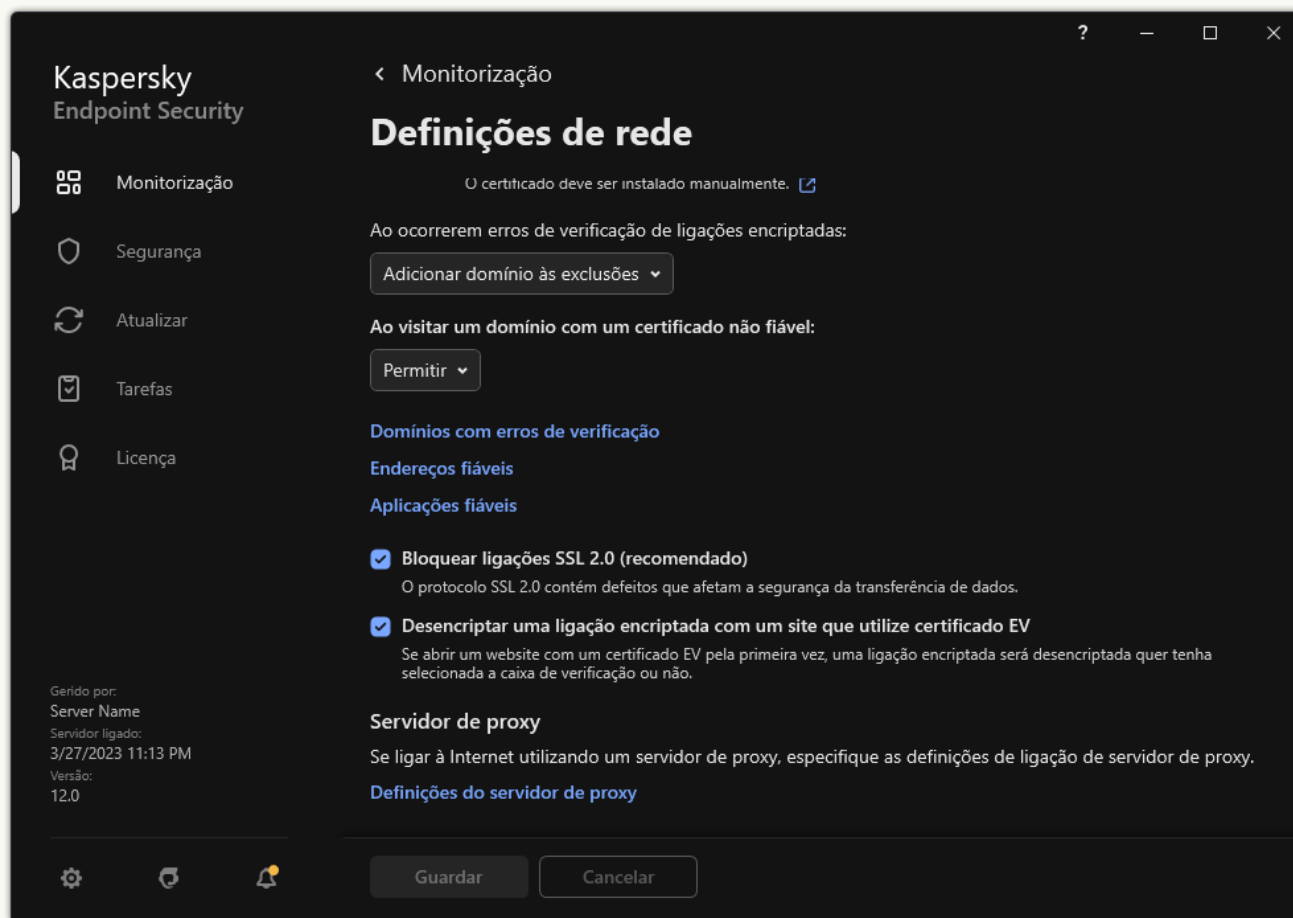 ?
Kaspersky
Endpoint Security
Monitorização
Segurança
Atualizar
Tarefas
Licença
Gerido por:
Server Name
Servidor ligado:
3/27/2023 11:13 PM
Versão:
12.0
Monitorização
Definições de rede
O certificado deve ser instalado manualmente.
Ao ocorrerem erros de verificação de ligações encriptadas:
Adicionar domínio às exclusões
Ao visitar um domínio com um certificado não fiável:
Permitir
Domínios com erros de verificação
Endereços fiáveis
Aplicações fiáveis
Bloquear ligações SSL 2.0 (recomendado)
O protocolo SSL 2.0 contém defeitos que afetam a segurança da transferência de dados.
Desencriptar uma ligação encriptada com um site que utilize certificado EV
Se abrir um website com um certificado EV pela primeira vez, uma ligação encriptada será desencriptada quer tenha
selecionada a caixa de verificação ou não.
Servidor de proxy
Se ligar à Internet utilizando um servidor de proxy, especifique as definições de ligação de servidor de proxy.
Definições do servidor de proxy
Guardar
Cancelar